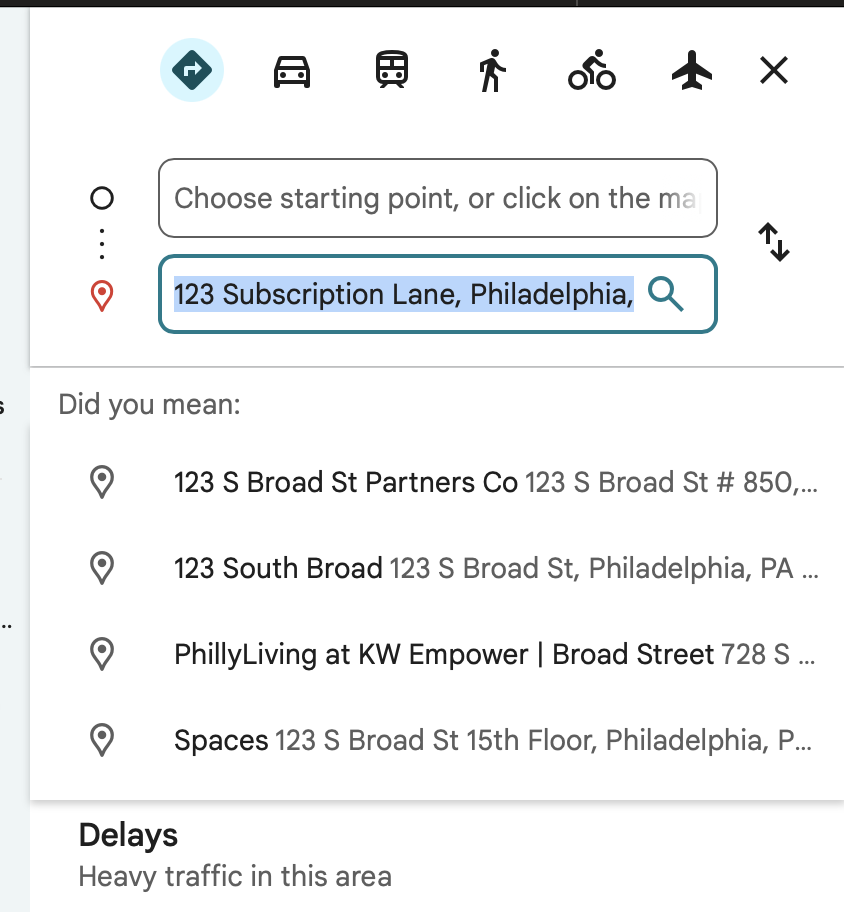 Choose starting point, or click on the ma
123 Subscription Lane, Philadelphia,
Did you mean:
123 S Broad St Partners Co 123 S Broad St # 850,...
123 South Broad 123 S Broad St, Philadelphia, PA ...
PhillyLiving at KW Empower | Broad Street 728 S ...
Spaces 123 S Broad St 15th Floor, Philadelphia, P...
Delays
Heavy traffic in this area